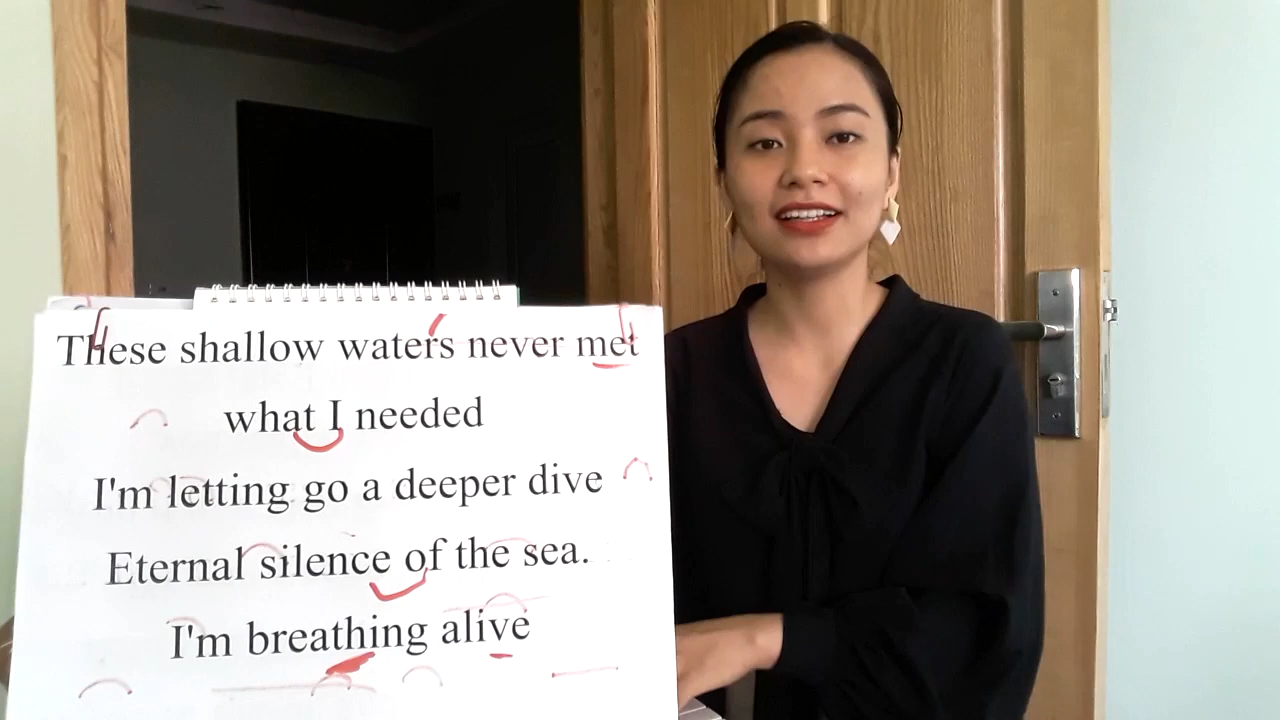 These shallow waters never met
what I needed
I'm letting go a deeper dive
Eternal silence of the sea.
I'm breathing alive